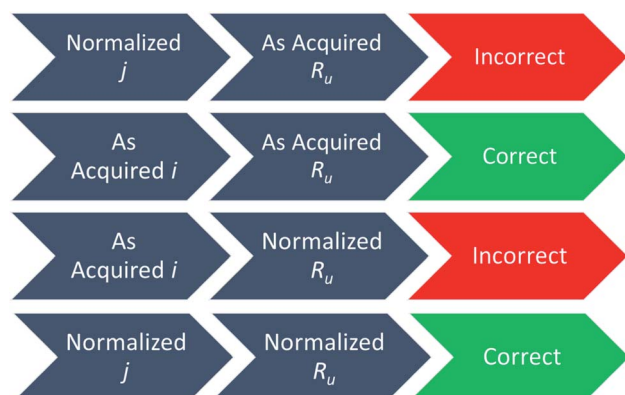 Normalized
j
As Acquired
Ru
Incorrect
As
Acquired i
As Acquired
Ru
Correct
As
Acquired i
Normalized
Ru
Incorrect
Normalized
j
Normalized
Ru
Correct